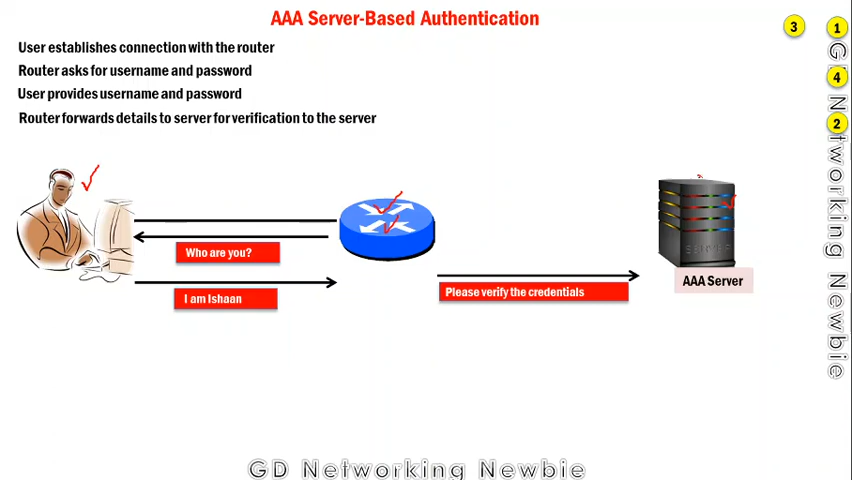 AAA Server-Based Authentication
User establishes connection with the router
Router asks for username and password
User provides username and password
Router forwards details to server for verification to the server
3
1
4
2
GD Networking Newbie
Who are you?
I am Ishaan
Please verify the credentials
AAA Server
GD Networking Newbie